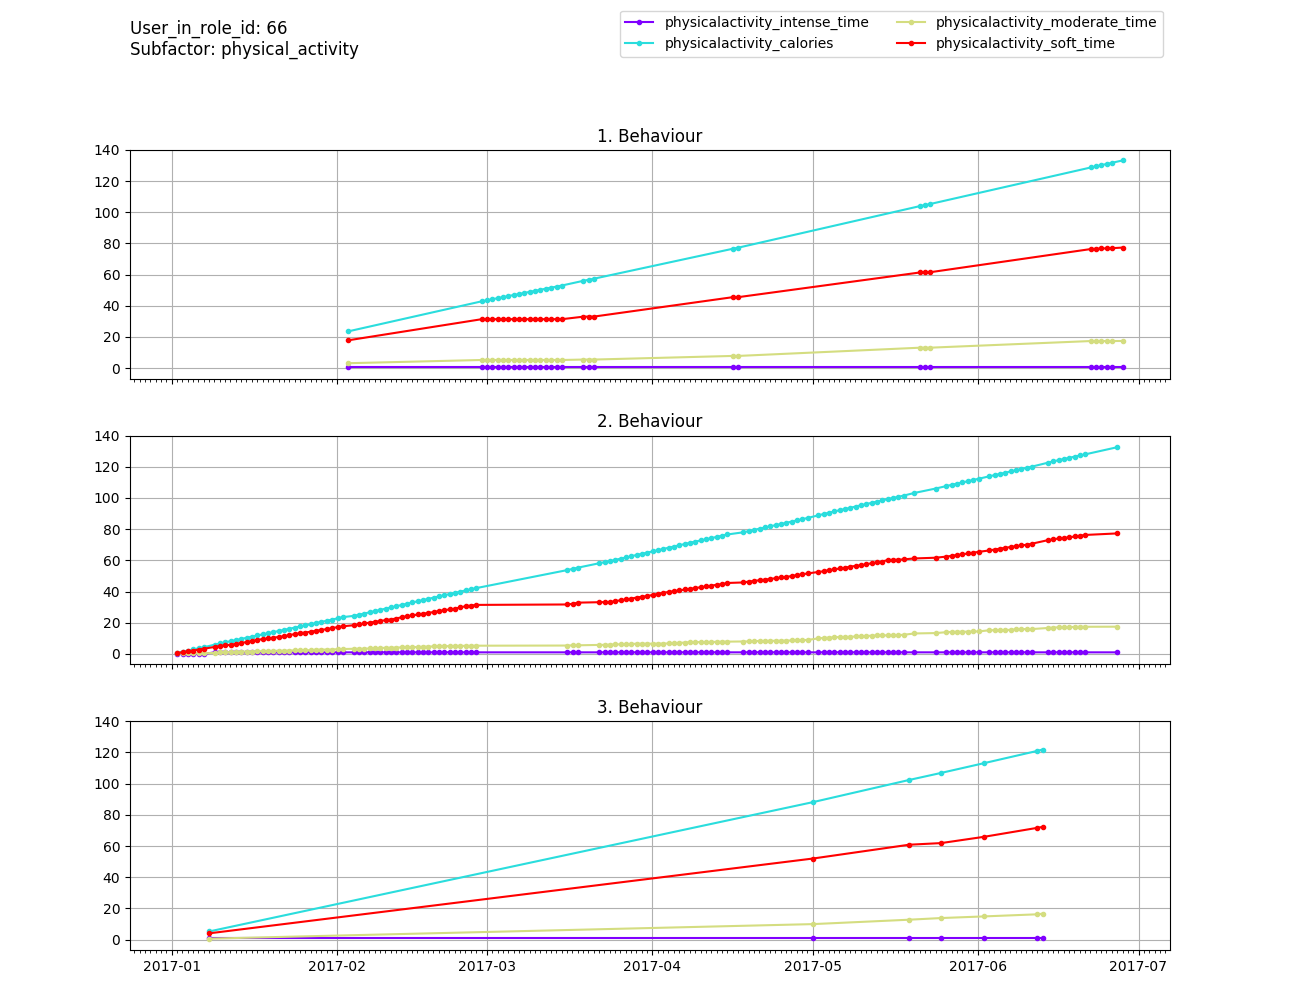 User_in_role_id: 66
Subfactor: physical_activity
physicalactivity_intense_time
physicalactivity_calories
physicalactivity_moderate_time
physicalactivity_soft_time
1. Behaviour
140
120
100
80
60
40
20
0
2. Behaviour
140
120
100
80
60
40
20
0
3. Behaviour
140
120
100
80
60
40
20
0
2017-01 2017-02 2017-03 2017-04 2017-05 2017-06 2017-07